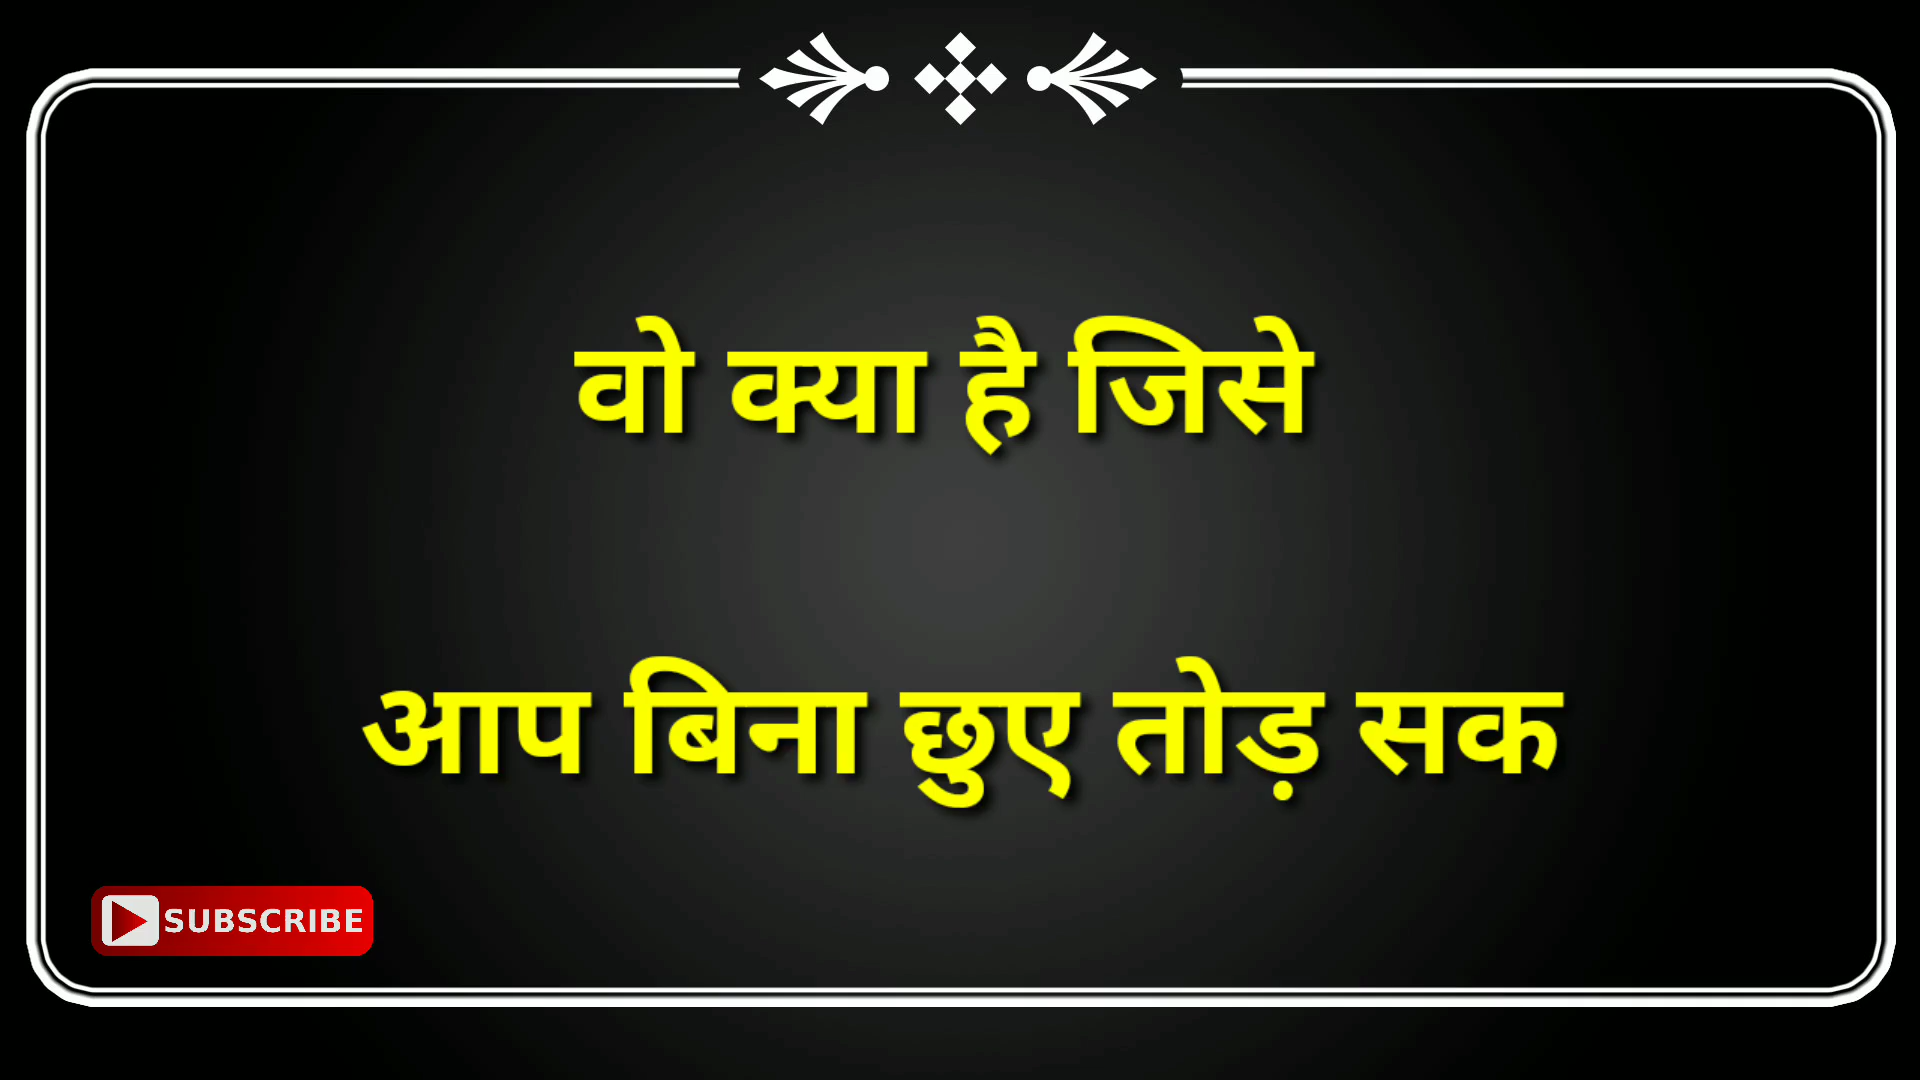 वो क्या है जिसे
आप बिना छुए तोड़ सक
SUBSCRIBE